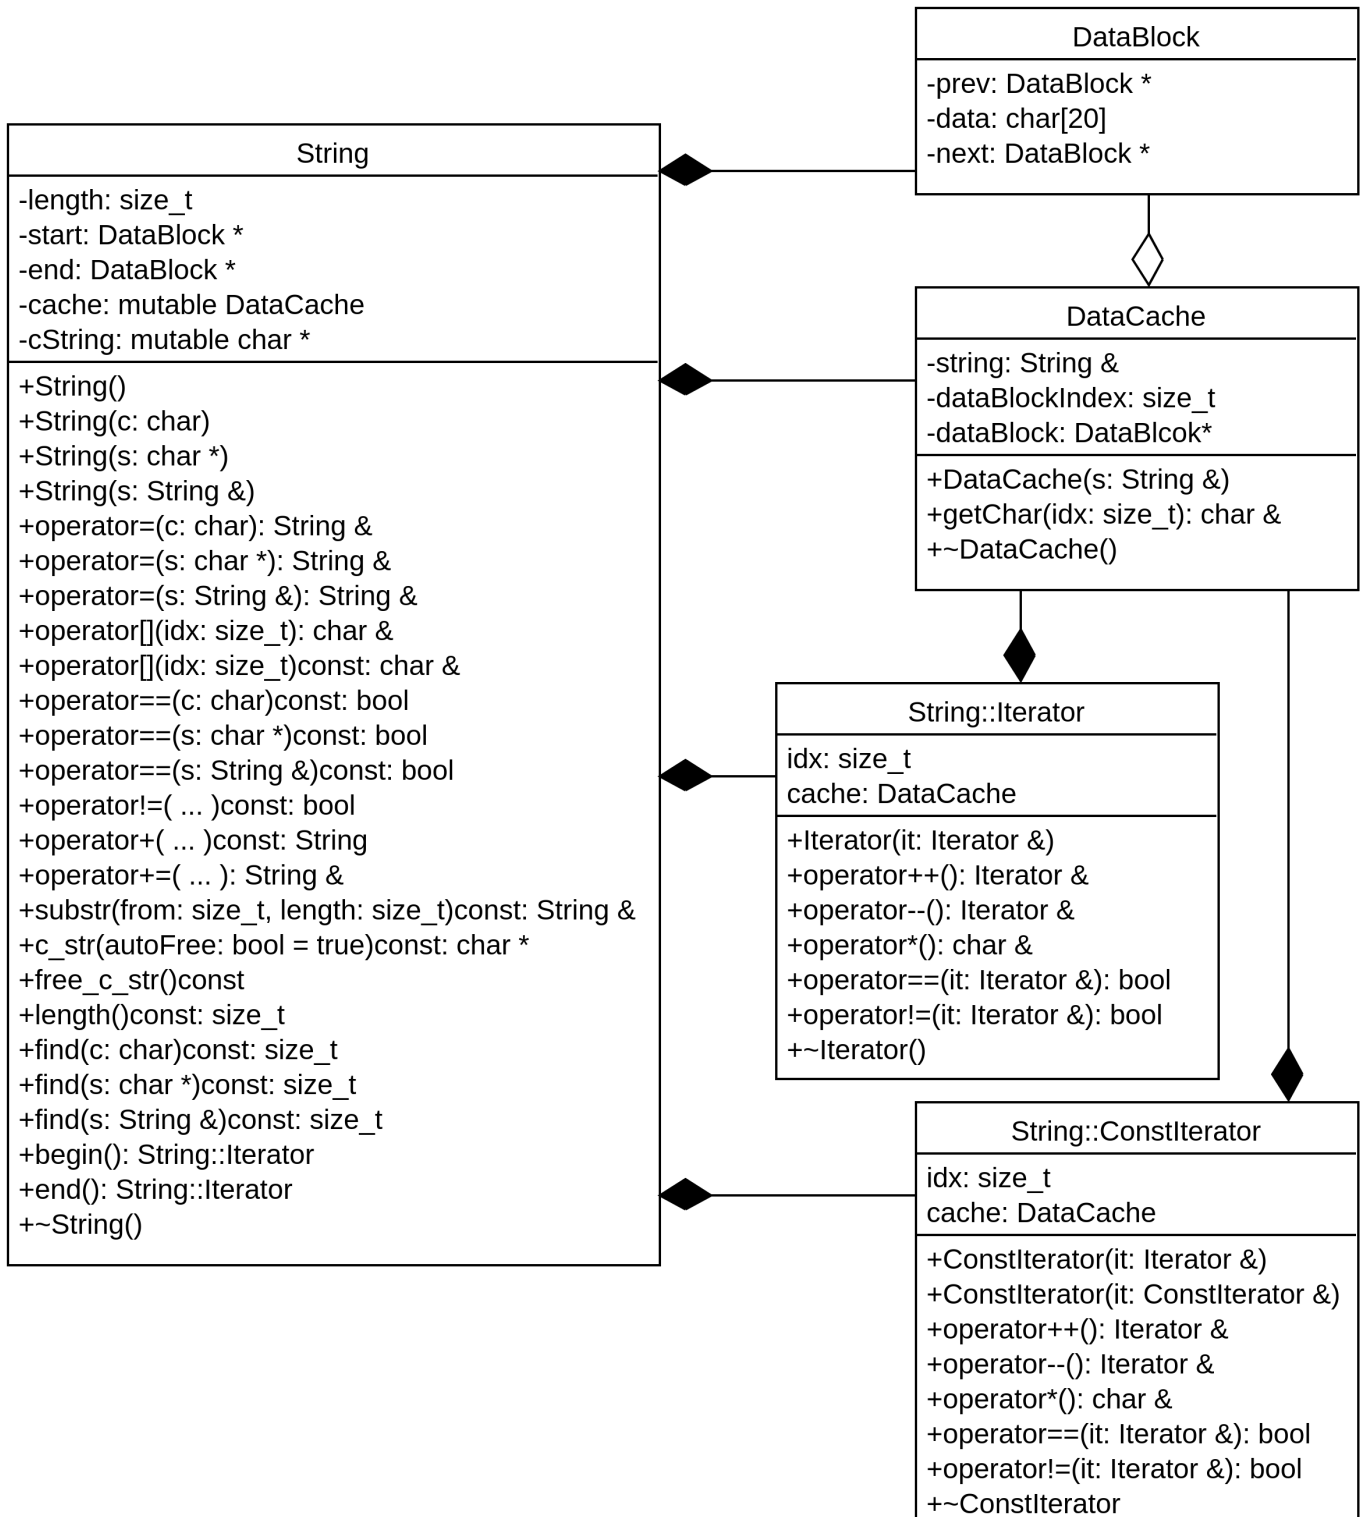 DataBlock
-prev: DataBlock *
-data: char[20]
-next: DataBlock *
String
-length: size_t
-start: DataBlock *
-end: DataBlock *
-cache: mutable DataCache
-cString: mutable char *
+String()
+String(c: char)
+String(s: char *)
+String(s: String &)
+operator=(c: char): String &
+operator=(s: char *): String &
+operator=(s: String &): String &
+operator[](idx: size_t): char &
+operator[](idx: size_t)const: char &
+operator==(c: char)const: bool
+operator==(s: char *)const: bool
+operator==(s: String &)const: bool
+operator!=( ... )const: bool
+operator+( ... )const: String
+operator+=( ... ): String &
+substr(from: size_t, length: size_t)const: String &
+c_str(autoFree: bool = true)const: char *
+free_c_str()const
+length()const: size_t
+find(c: char)const: size_t
+find(s: char *)const: size_t
+find(s: String &)const: size_t
+begin(): String::Iterator
+end(): String::Iterator
+~String()
DataCache
-string: String &
-dataBlockIndex: size_t
-dataBlock: DataBlcok*
+DataCache(s: String &)
+getChar(idx: size_t): char &
+~DataCache()
String::Iterator
idx: size_t
cache: DataCache
+Iterator(it: Iterator &)
+operator++(): Iterator &
+operator--(): Iterator &
+operator*(): char &
+operator==(it: Iterator &): bool
+operator!=(it: Iterator &): bool
+~Iterator()
String::ConstIterator
idx: size_t
cache: DataCache
+ConstIterator(it: Iterator &)
+ConstIterator(it: ConstIterator &)
+operator++(): Iterator &
+operator--(): Iterator &
+operator*(): char &
+operator==(it: Iterator &): bool
+operator!=(it: Iterator &): bool
+~ConstIterator